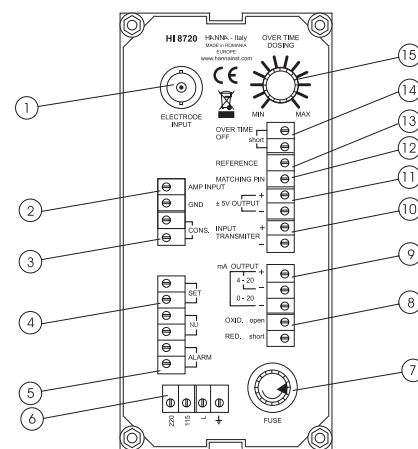 HI 8720
HANNA - Italy
MADE in ROMANIA
EUROPE
www.hannainst.com
OVER TIME
DOSING
CE
MIN
MAX
ELECTRODE
INPUT
OVER TIME
OFF
short
REFERENCE
MATCHING PIN
± 5V OUTPUT
+
−
INPUT
TRANSMITER
+
−
AMP INPUT
GND
CONS.
mA OUTPUT
+
4 - 20
−
0 - 20
−
OXID. open
RED. short
SET
NU
ALARM
220
115
L
FUSE
1
2
3
4
5
6
15
14
13
12
11
10
9
8
7